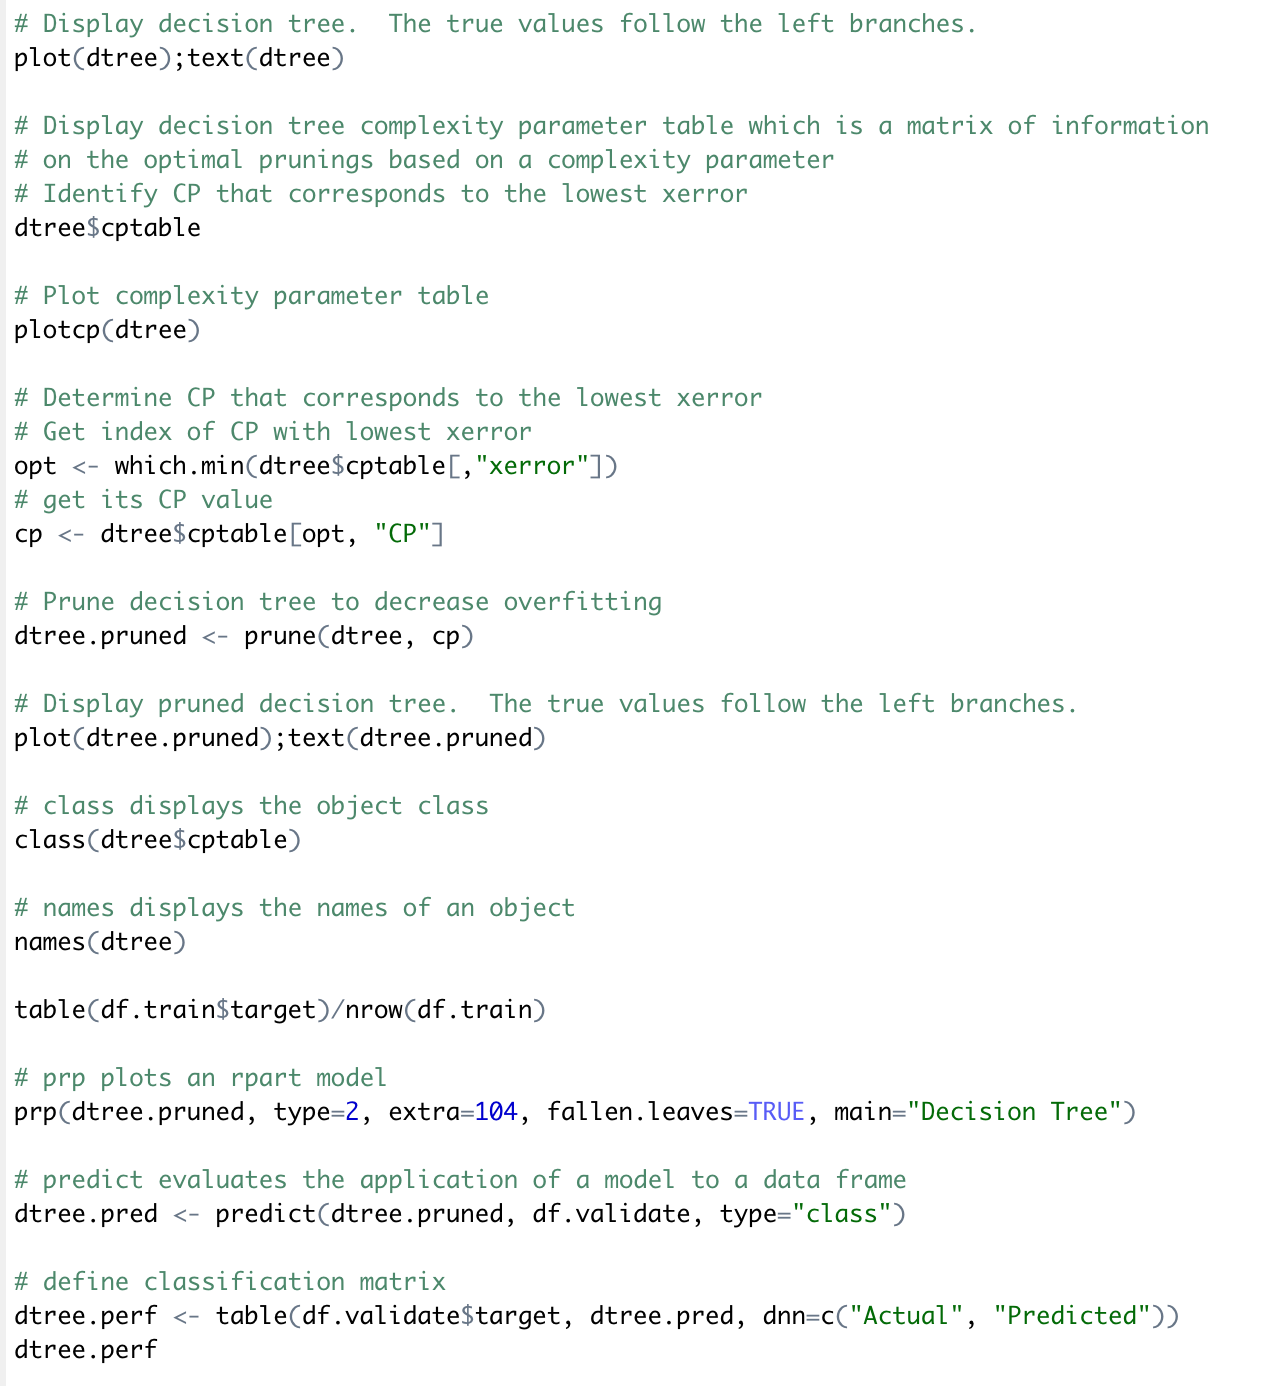 # Display decision tree.  The true values follow the left branches.
plot(dtree);text(dtree)
# Display decision tree complexity parameter table which is a matrix of information
# on the optimal prunings based on a complexity parameter
# Identify CP that corresponds to the lowest xerror
dtree$cptable
# Plot complexity parameter table
plotcp(dtree)
# Determine CP that corresponds to the lowest xerror
# Get index of CP with lowest xerror
opt <- which.min(dtree$cptable[,"xerror"])
# get its CP value
cp <- dtree$cptable[opt, "CP"]
# Prune decision tree to decrease overfitting
dtree.pruned <- prune(dtree, cp)
# Display pruned decision tree.  The true values follow the left branches.
plot(dtree.pruned);text(dtree.pruned)
# class displays the object class
class(dtree$cptable)
# names displays the names of an object
names(dtree)
table(df.train$target)/nrow(df.train)
# prp plots an rpart model
prp(dtree.pruned, type=2, extra=104, fallen.leaves=TRUE, main="Decision Tree")
# predict evaluates the application of a model to a data frame
dtree.pred <- predict(dtree.pruned, df.validate, type="class")
# define classification matrix
dtree.perf <- table(df.validate$target, dtree.pred, dnn=c("Actual", "Predicted"))
dtree.perf